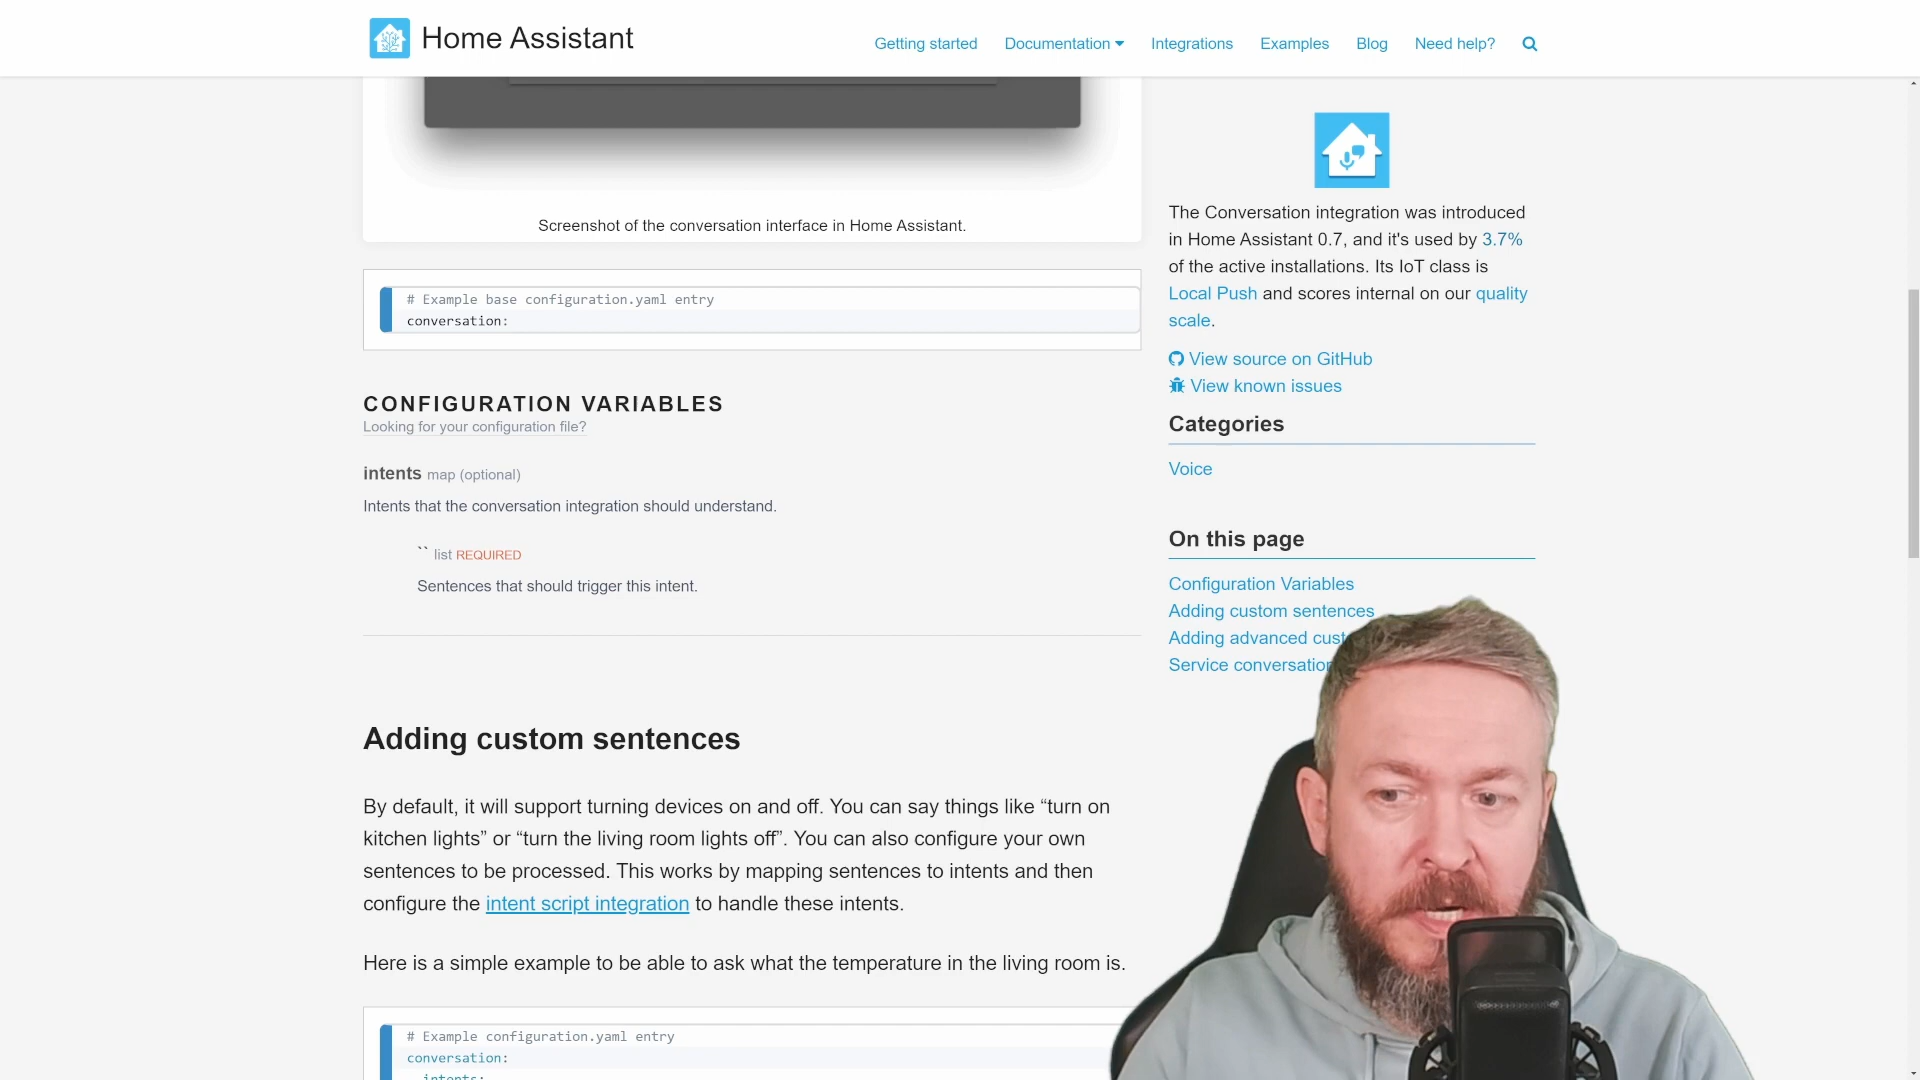 Home Assistant
Getting started
Documentation
Integrations
Examples
Blog
Need help?
Screenshot of the conversation interface in Home Assistant.
# Example base configuration.yaml entry
conversation:
CONFIGURATION VARIABLES
Looking for your configuration file?
intents map (optional)
Intents that the conversation integration should understand.
`` list REQUIRED
Sentences that should trigger this intent.
Adding custom sentences
By default, it will support turning devices on and off. You can say things like “turn on
kitchen lights” or “turn the living room lights off”. You can also configure your own
sentences to be processed. This works by mapping sentences to intents and then
configure the intent script integration to handle these intents.
Here is a simple example to be able to ask what the temperature in the living room is.
# Example configuration.yaml entry
conversation:
intents:
The Conversation integration was introduced
in Home Assistant 0.7, and it's used by 3.7%
of the active installations. Its IoT class is
Local Push and scores internal on our quality
scale.
View source on GitHub
View known issues
Categories
Voice
On this page
Configuration Variables
Adding custom sentences
Adding advanced
Service